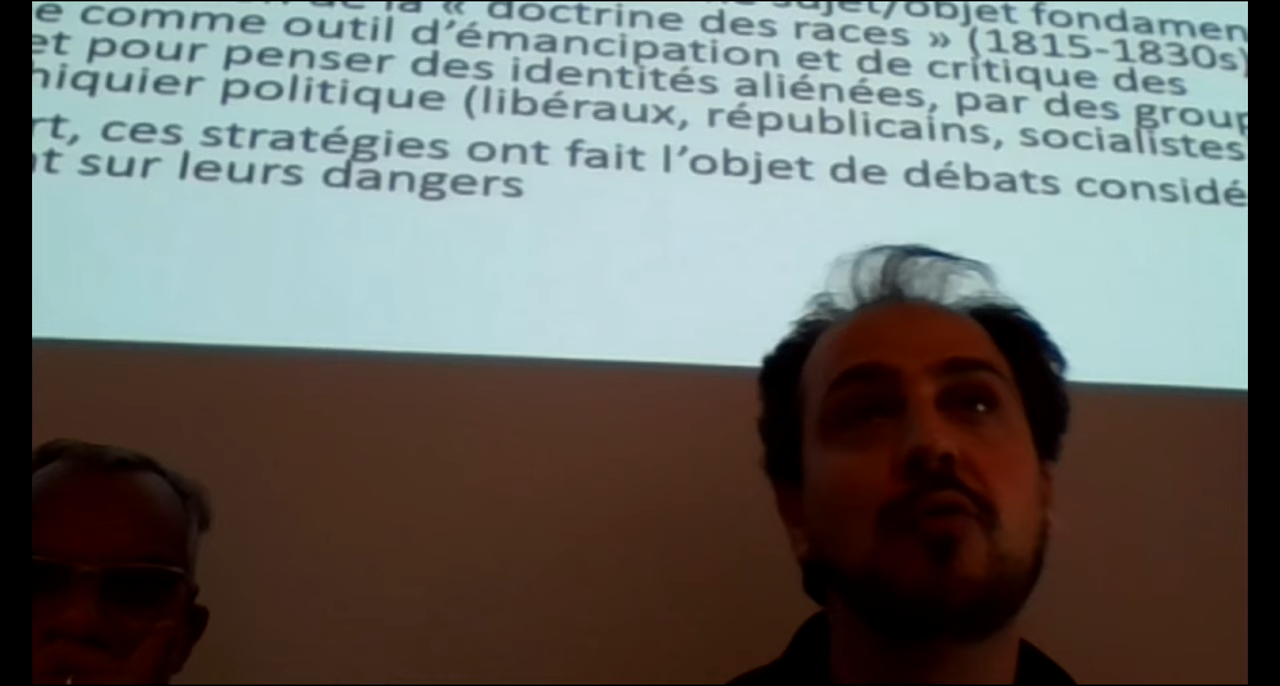 de la « doctrine des races » (1815-1830s)
e comme outil d’émancipation et de critique des
et pour penser des identités aliénées, par des group
hiquier politique (libéraux, républicains, socialistes
rt, ces stratégies ont fait l’objet de débats considé
t sur leurs dangers